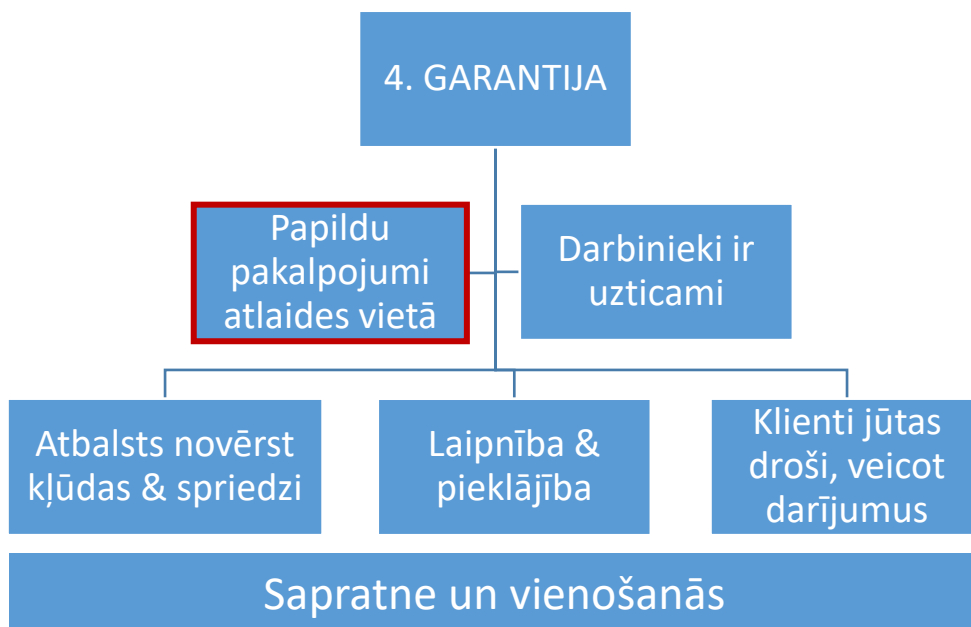 4. GARANTIJA
Papildu
pakalpojumi
atlaides vietā
Darbinieki ir
uzticami
Atbalsts novērst
kļūdas & spriedzi
Laipnība &
pieklājība
Klienti jūtas
droši, veicot
darījumus
Sapratne un vienošanās